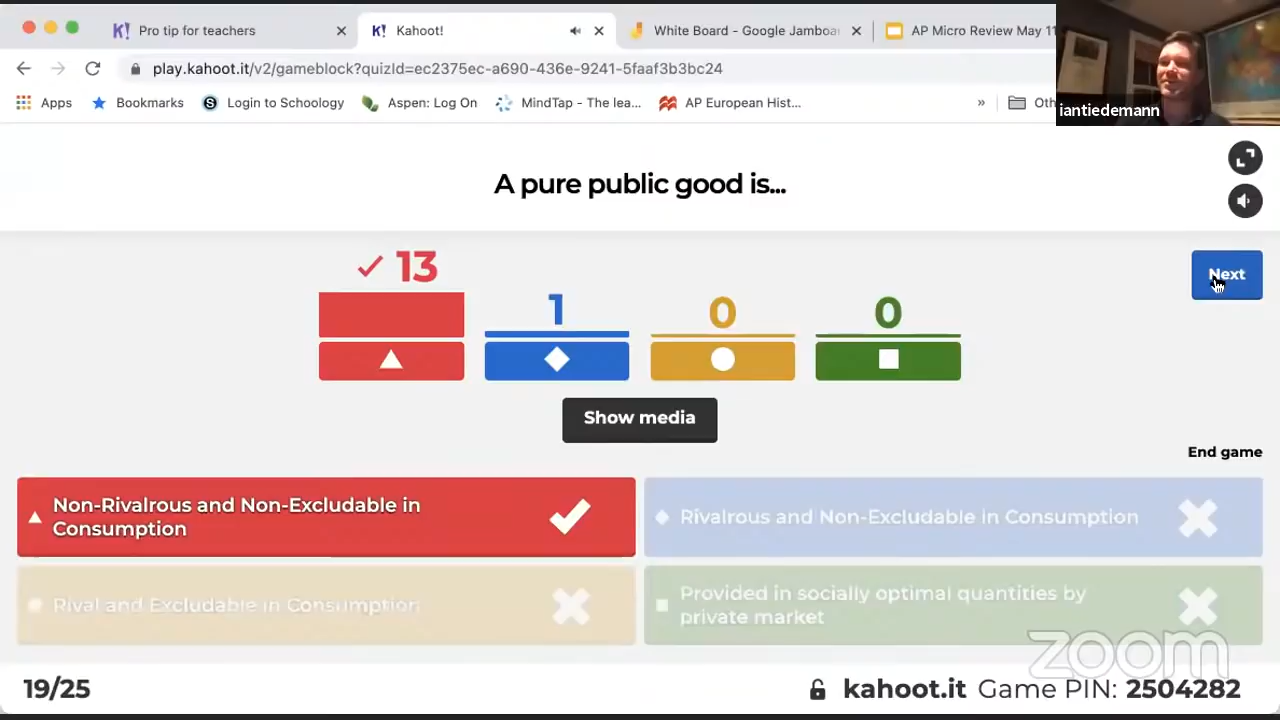 K! Pro tip for teachers
K! Kahoot!
White Board - Google Jamboa
AP Micro Review May 11
play.kahoot.it/v2/gameblock?quizId=ec2375ec-a690-436e-9241-5faaf3b3bc24
Apps
Bookmarks
S Login to Schoology
Aspen: Log On
MindTap - The lea...
AP European Hist...
»
Oth
iantiedemann
A pure public good is...
13
1
0
0
Next
Show media
End game
Non-Rivalrous and Non-Excludable in
Consumption
Rivalrous and Non-Excludable in Consumption
Rival and Excludable in Consumption
Provided in socially optimal quantities by
private market
zoom
19/25
kahoot.it Game PIN: 2504282